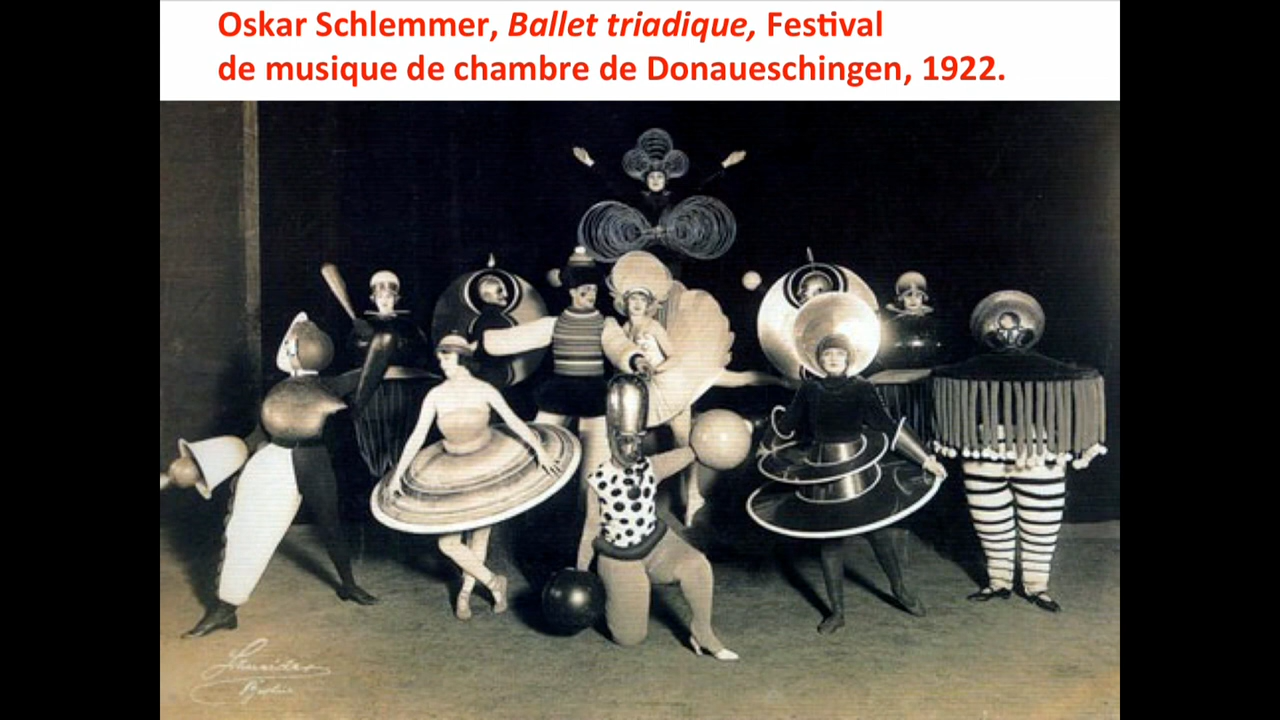 Oskar Schlemmer, Ballet triadique, Festival
de musique de chambre de Donaueschingen, 1922.